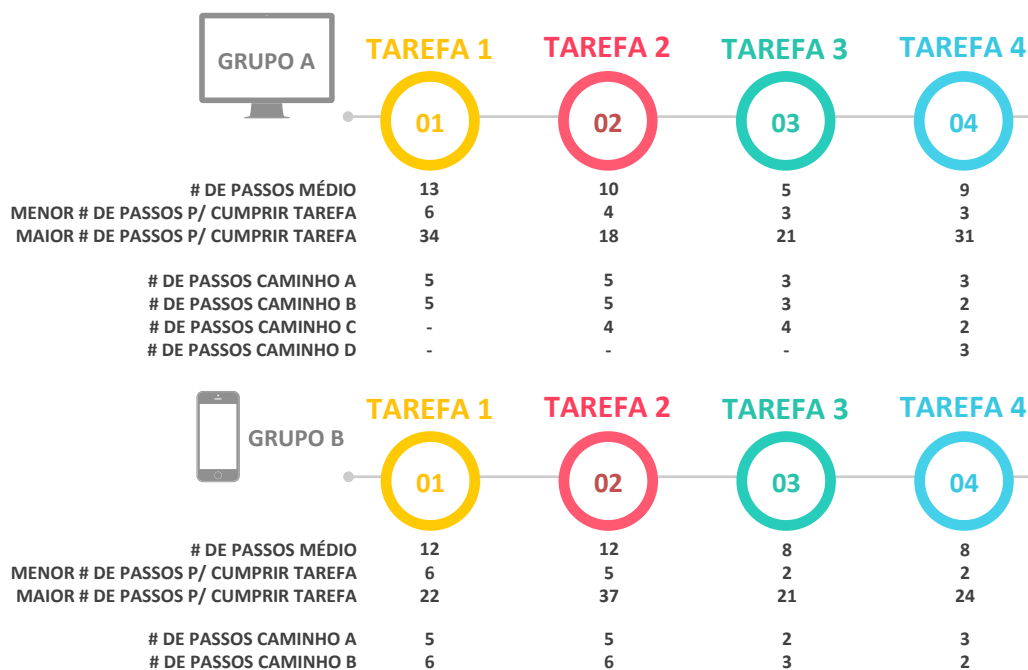 GRUPO A
TAREFA 1 TAREFA 2 TAREFA 3 TAREFA 4
01 02 03 04
# DE PASSOS MÉDIO 13 10 5 9
MENOR # DE PASSOS P/ CUMPRIR TAREFA 6 4 3 3
MAIOR # DE PASSOS P/ CUMPRIR TAREFA 34 18 21 31
# DE PASSOS CAMINHO A 5 5 3 3
# DE PASSOS CAMINHO B 5 5 3 2
# DE PASSOS CAMINHO C - 4 4 2
# DE PASSOS CAMINHO D - - - 3
TAREFA 1 TAREFA 2 TAREFA 3 TAREFA 4
GRUPO B
01 02 03 04
# DE PASSOS MÉDIO 12 12 8 8
MENOR # DE PASSOS P/ CUMPRIR TAREFA 6 5 2 2
MAIOR # DE PASSOS P/ CUMPRIR TAREFA 22 37 21 24
# DE PASSOS CAMINHO A 5 5 2 3
# DE PASSOS CAMINHO B 6 6 3 2